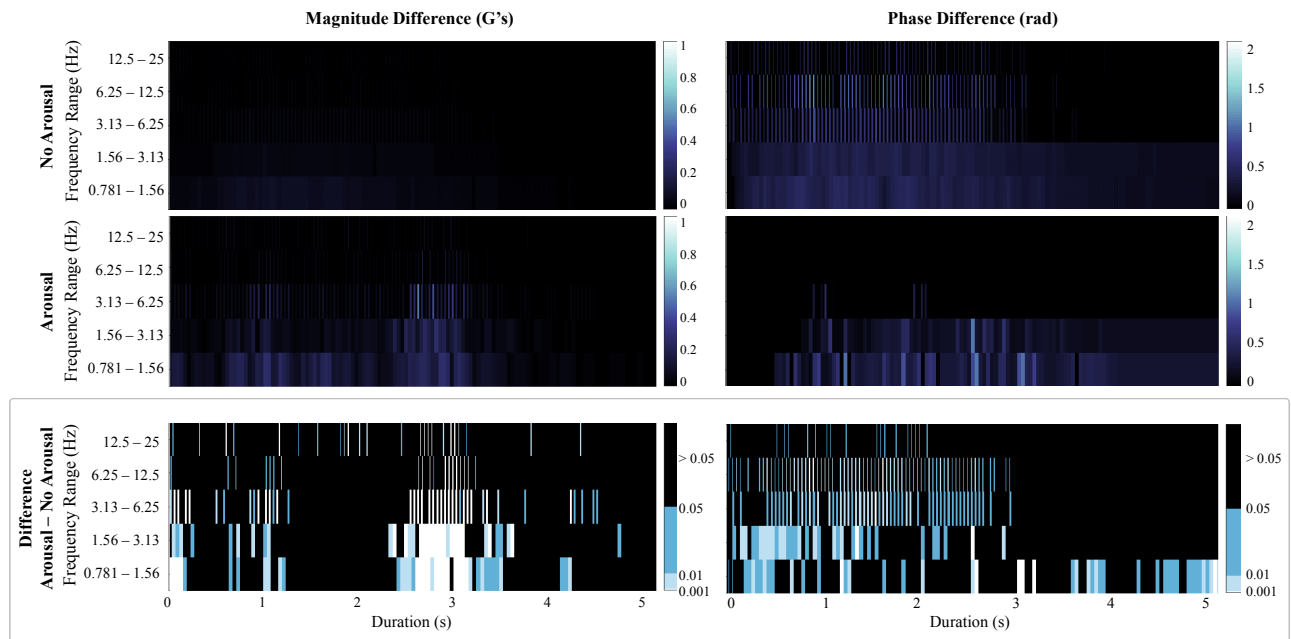 Magnitude Difference (G's)
Phase Difference (rad)
No Arousal
Frequency Range (Hz)
12.5 – 25
6.25 – 12.5
3.13 – 6.25
1.56 – 3.13
0.781 – 1.56
1
0.8
0.6
0.4
0.2
0
2
1.5
1
0.5
0
Arousal
Frequency Range (Hz)
12.5 – 25
6.25 – 12.5
3.13 – 6.25
1.56 – 3.13
0.781 – 1.56
1
0.8
0.6
0.4
0.2
0
2
1.5
1
0.5
0
Difference
Arousal – No Arousal
Frequency Range (Hz)
12.5 – 25
6.25 – 12.5
3.13 – 6.25
1.56 – 3.13
0.781 – 1.56
> 0.05
0.05
0.01
0.001
> 0.05
0.05
0.01
0.001
0 1 2 3 4 5
Duration (s)
0 1 2 3 4 5
Duration (s)